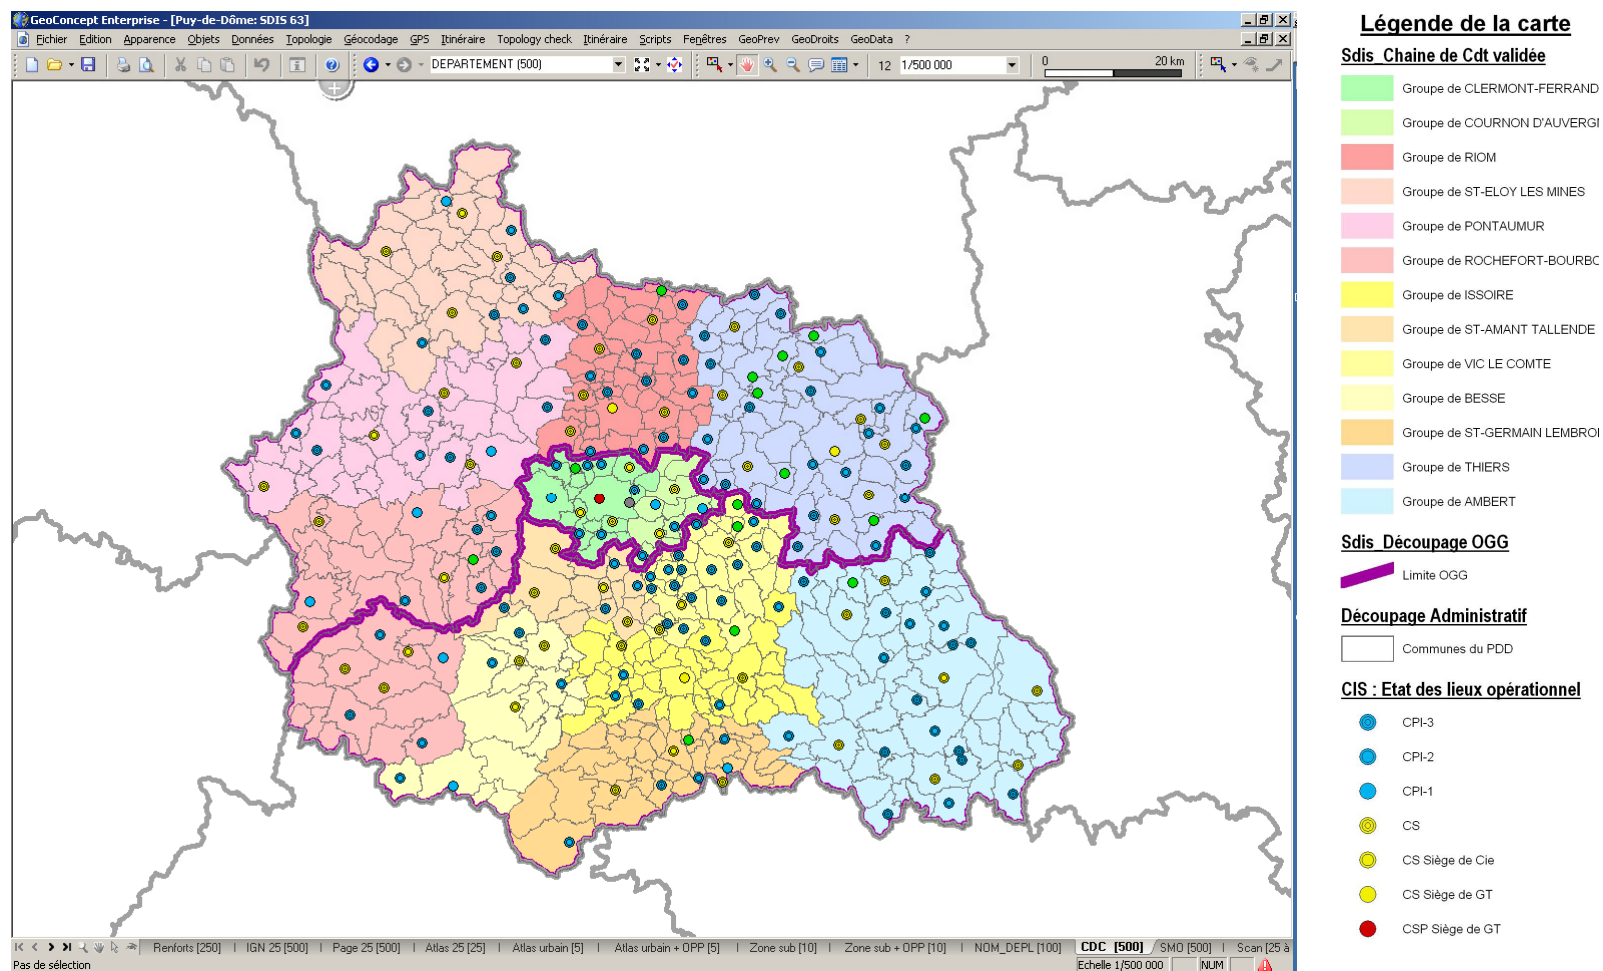 GeoConcept Enterprise - [Puy-de-Dôme: SDIS 63]
Fichier Edition Apparence Objets Données Topologie Géocodage GPS Itinéraire Topology check Itinéraire Scripts Fenêtres GeoPrev GeoDroits GeoData ?
DEPARTEMENT (500) 12 1/500 000 0 20 km
Légende de la carte
Sdis_Chaine de Cdt validée
Groupe de CLERMONT-FERRAND
Groupe de COURNON D'AUVERG
Groupe de RIOM
Groupe de ST-ELOY LES MINES
Groupe de PONTAUMUR
Groupe de ROCHEFORT-BOURBO
Groupe de ISSOIRE
Groupe de ST-AMANT TALLENDE
Groupe de VIC LE COMTE
Groupe de BESSE
Groupe de ST-GERMAIN LEMBRO
Groupe de THIERS
Groupe de AMBERT
Sdis_Découpage OGG
Limite OGG
Découpage Administratif
Communes du PDD
CIS : Etat des lieux opérationnel
CPI-3
CPI-2
CPI-1
CS
CS Siège de Cie
CS Siège de GT
CSP Siège de GT
Renforts [250] IGN 25 [500] Page 25 [500] Atlas 25 [25] Atlas urbain [5] Atlas urbain + OPP [5] Zone sub [10] Zone sub + OPP [10] NOM_DEPL [100] CDC [500] SMO [500] Scan [25 à
Pas de sélection Echelle 1/500 000 NUM